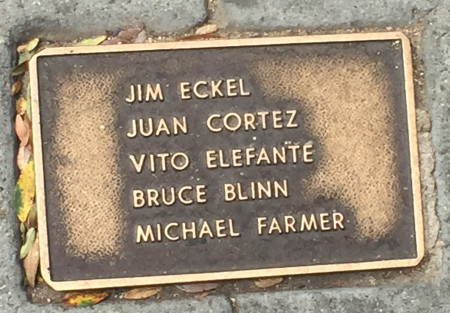 JIM ECKEL
JUAN CORTEZ
VITO ELEFANTE
BRUCE BLINN
MICHAEL FARMER